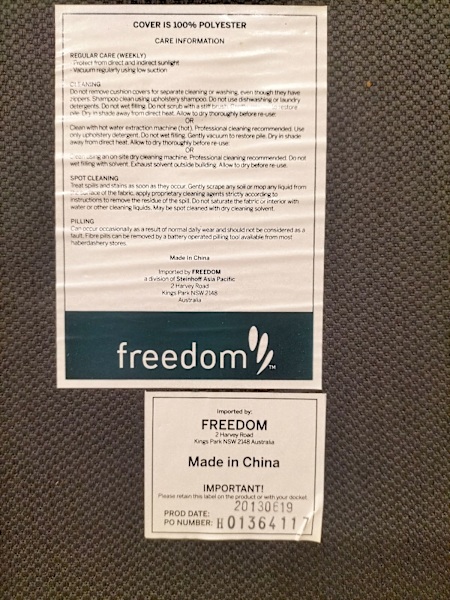 COVER IS 100% POLYESTER
CARE INFORMATION
REGULAR CARE (WEEKLY)
Protect from direct and indirect sunlight
Vacuum regularly using low suction
CLEANING
Do not remove cushion covers for separate cleaning or washing, even though they have
zippers. Shampoo clean using upholstery shampoo. Do not use dishwashing or laundry
detergents. Do not wet filling. Do not scrub with a stiff brush. restore
pile. Dry in shade away from direct heat. Allow to dry thoroughly before re-use:
OR
Clean with hot water extraction machine (hot). Professional cleaning recommended. Use
only upholstery detergent. Do not wet filling. Gently vacuum to restore pile. Dry in shade
away from direct heat. Allow to dry thoroughly before re-use:
OR
using an on-site dry cleaning machine. Professional cleaning recommended. Do not
wet filling with solvent. Exhaust solvent outside building. Allow to dry before re-use.
SPOT CLEANING
Treat spills and stains as soon as they occur. Gently scrape any soil or mop any liquid from
the surface of the fabric, apply proprietary cleaning agents strictly according to
instructions to remove the residue of the spill. Do not saturate the fabric or interior with
water or other cleaning liquids. May be spot cleaned with dry cleaning solvent.
PILLING
Can occur occasionally as a result of normal daily wear and should not be considered as a
fault. Fibre pills can be removed by a battery operated pilling tool available from most
haberdashery stores.
Made in China
Imported by FREEDOM
a division of Steinhoff Asia Pacific
2 Harvey Road
Kings Park NSW 2148
Australia
freedom TM
Imported by:
FREEDOM
2 Harvey Road
Kings Park NSW 2148 Australia
Made in China
IMPORTANT!
Please retain this label on the product or with your docket
PROD DATE: 20130619
PO NUMBER: H01364117